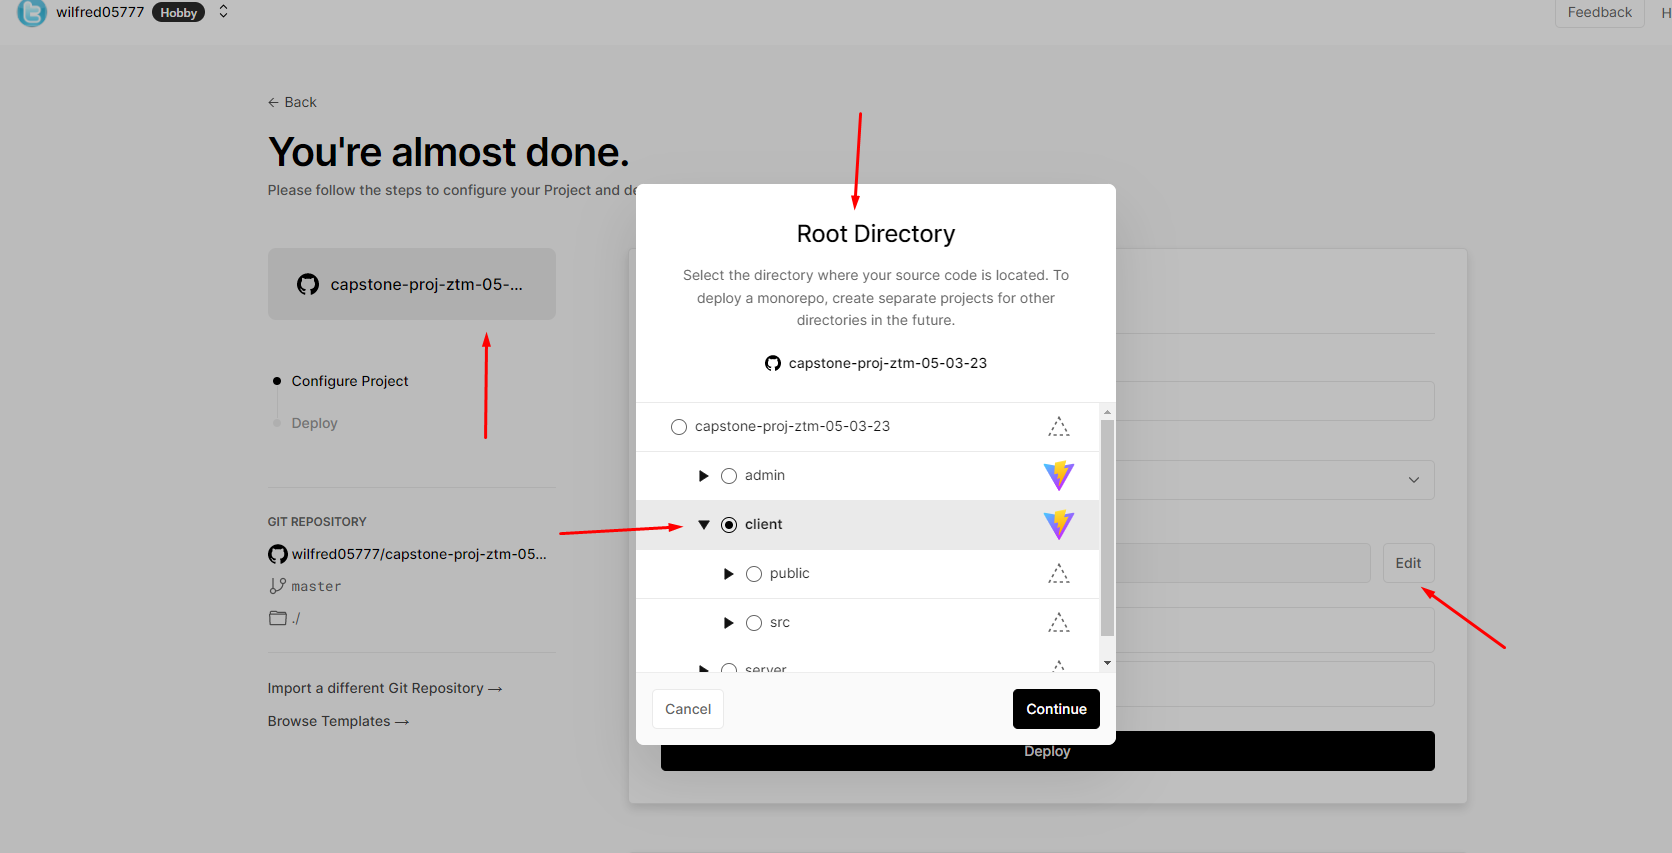 wilfred05777 Hobby
Feedback
H
← Back
You're almost done.
Please follow the steps to configure your Project and de
capstone-proj-ztm-05-...
Configure Project
Deploy
GIT REPOSITORY
wilfred05777/capstone-proj-ztm-05...
master
./
Import a different Git Repository →
Browse Templates →
Root Directory
Select the directory where your source code is located. To
deploy a monorepo, create separate projects for other
directories in the future.
capstone-proj-ztm-05-03-23
capstone-proj-ztm-05-03-23
admin
client
public
src
server
Cancel
Continue
Edit
Deploy